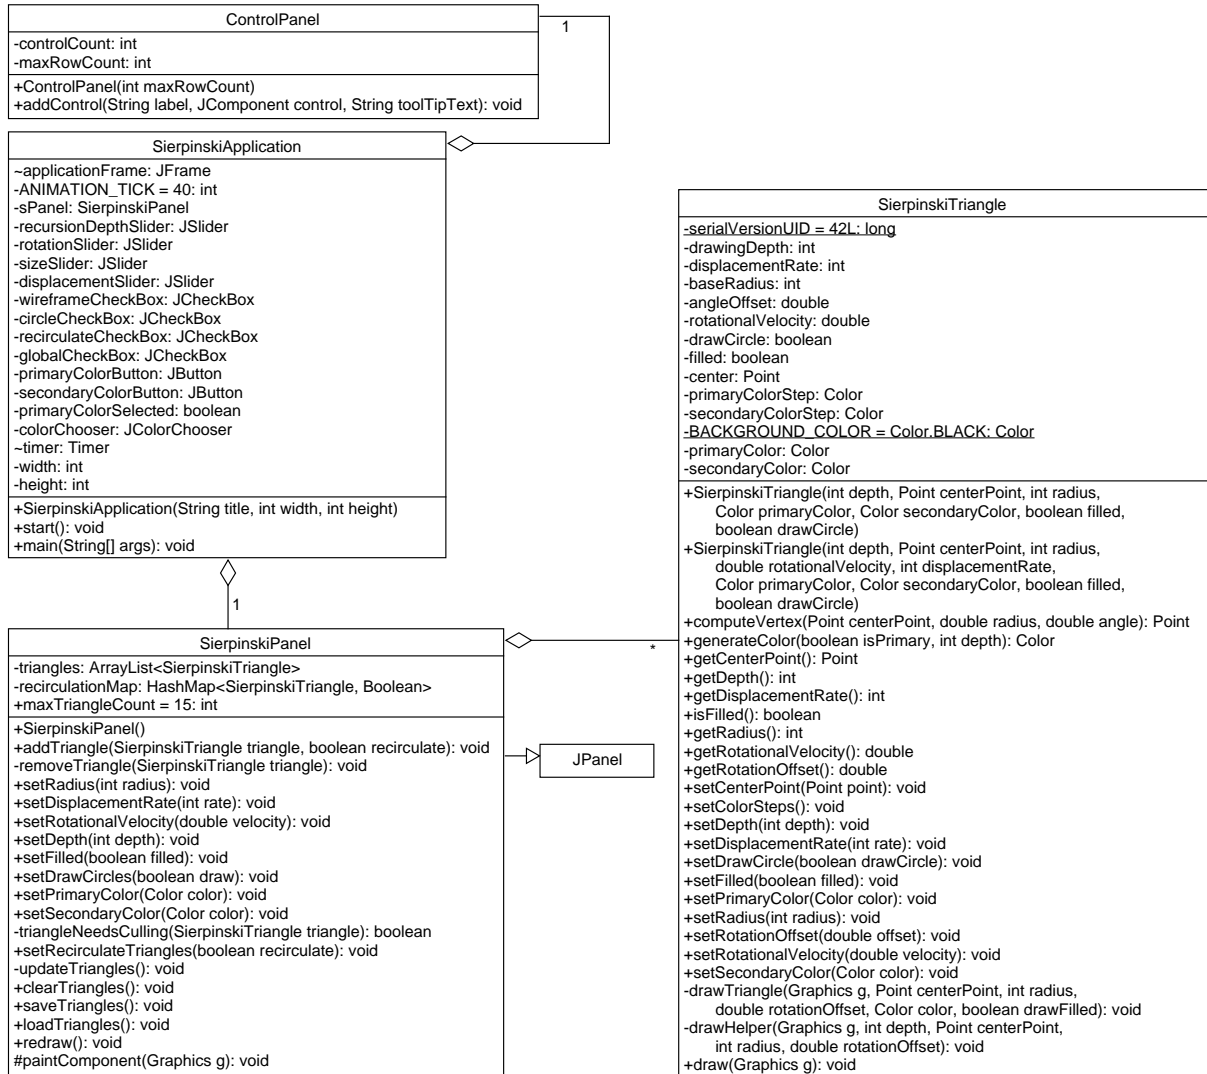 ControlPanel
-controlCount: int
-maxRowCount: int
+ControlPanel(int maxRowCount)
+addControl(String label, JComponent control, String toolTipText): void
1
SierpinskiApplication
~applicationFrame: JFrame
-ANIMATION_TICK = 40: int
-sPanel: SierpinskiPanel
-recursionDepthSlider: JSlider
-rotationSlider: JSlider
-sizeSlider: JSlider
-displacementSlider: JSlider
-wireframeCheckBox: JCheckBox
-circleCheckBox: JCheckBox
-recirculateCheckBox: JCheckBox
-globalCheckBox: JCheckBox
-primaryColorButton: JButton
-secondaryColorButton: JButton
-primaryColorSelected: boolean
-colorChooser: JColorChooser
~timer: Timer
-width: int
-height: int
+SierpinskiApplication(String title, int width, int height)
+start(): void
+main(String[] args): void
1
SierpinskiPanel
-triangles: ArrayList<SierpinskiTriangle>
-recirculationMap: HashMap<SierpinskiTriangle, Boolean>
+maxTriangleCount = 15: int
+SierpinskiPanel()
+addTriangle(SierpinskiTriangle triangle, boolean recirculate): void
-removeTriangle(SierpinskiTriangle triangle): void
+setRadius(int radius): void
+setDisplacementRate(int rate): void
+setRotationalVelocity(double velocity): void
+setDepth(int depth): void
+setFilled(boolean filled): void
+setDrawCircles(boolean draw): void
+setPrimaryColor(Color color): void
+setSecondaryColor(Color color): void
-triangleNeedsCulling(SierpinskiTriangle triangle): boolean
+setRecirculateTriangles(boolean recirculate): void
-updateTriangles(): void
+clearTriangles(): void
+saveTriangles(): void
+loadTriangles(): void
+redraw(): void
#paintComponent(Graphics g): void
*
JPanel
SierpinskiTriangle
-serialVersionUID = 42L: long
-drawingDepth: int
-displacementRate: int
-baseRadius: int
-angleOffset: double
-rotationalVelocity: double
-drawCircle: boolean
-filled: boolean
-center: Point
-primaryColorStep: Color
-secondaryColorStep: Color
-BACKGROUND_COLOR = Color.BLACK: Color
-primaryColor: Color
-secondaryColor: Color
+SierpinskiTriangle(int depth, Point centerPoint, int radius,
Color primaryColor, Color secondaryColor, boolean filled,
boolean drawCircle)
+SierpinskiTriangle(int depth, Point centerPoint, int radius,
double rotationalVelocity, int displacementRate,
Color primaryColor, Color secondaryColor, boolean filled,
boolean drawCircle)
+computeVertex(Point centerPoint, double radius, double angle): Point
+generateColor(boolean isPrimary, int depth): Color
+getCenterPoint(): Point
+getDepth(): int
+getDisplacementRate(): int
+isFilled(): boolean
+getRadius(): int
+getRotationalVelocity(): double
+getRotationOffset(): double
+setCenterPoint(Point point): void
+setColorSteps(): void
+setDepth(int depth): void
+setDisplacementRate(int rate): void
+setDrawCircle(boolean drawCircle): void
+setFilled(boolean filled): void
+setPrimaryColor(Color color): void
+setRadius(int radius): void
+setRotationOffset(double offset): void
+setRotationalVelocity(double velocity): void
+setSecondaryColor(Color color): void
-drawTriangle(Graphics g, Point centerPoint, int radius,
double rotationOffset, Color color, boolean drawFilled): void
-drawHelper(Graphics g, int depth, Point centerPoint,
int radius, double rotationOffset): void
+draw(Graphics g): void